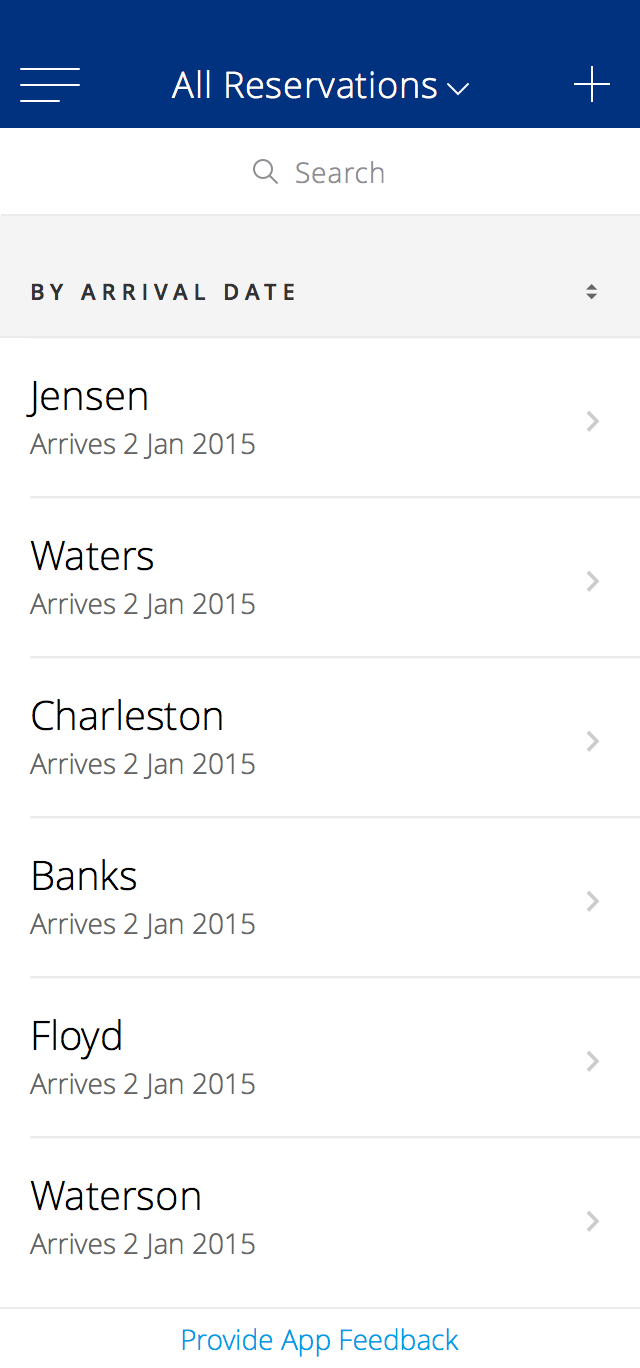 All Reservations
Search
BY ARRIVAL DATE
Jensen
Arrives 2 Jan 2015
Waters
Arrives 2 Jan 2015
Charleston
Arrives 2 Jan 2015
Banks
Arrives 2 Jan 2015
Floyd
Arrives 2 Jan 2015
Waterson
Arrives 2 Jan 2015
Provide App Feedback